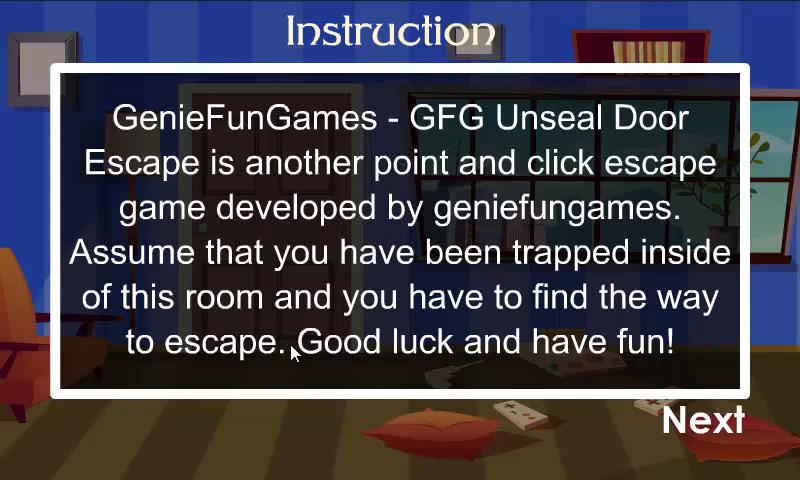 Instruction
GenieFunGames - GFG Unseal Door
Escape is another point and click escape
game developed by geniefungames.
Assume that you have been trapped inside
of this room and you have to find the way
to escape. Good luck and have fun!
Next